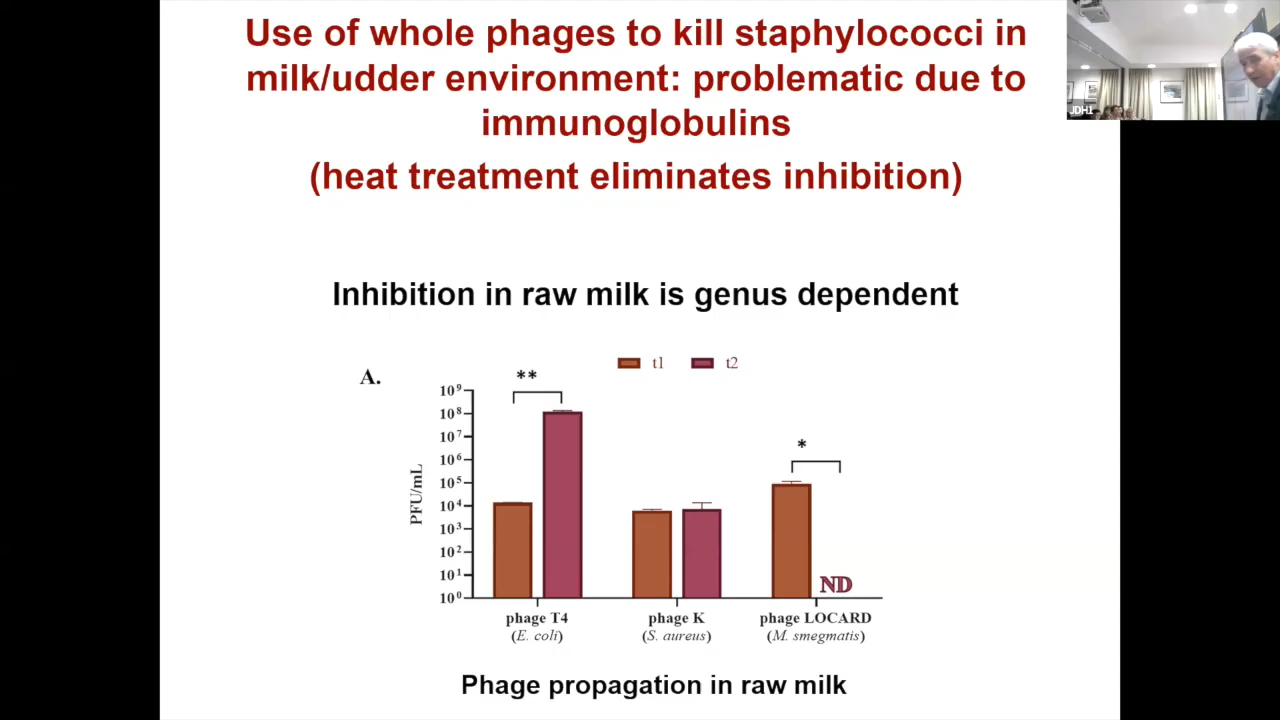 Use of whole phages to kill staphylococci in
milk/udder environment: problematic due to
immunoglobulins
(heat treatment eliminates inhibition)
JDH1
Inhibition in raw milk is genus dependent
A.
t1 t2
**
*
PFU/mL
10⁹
10⁸
10⁷
10⁶
10⁵
10⁴
10³
10²
10¹
10⁰
ND
phage T4 phage K phage LOCARD
(E. coli) (S. aureus) (M. smegmatis)
Phage propagation in raw milk